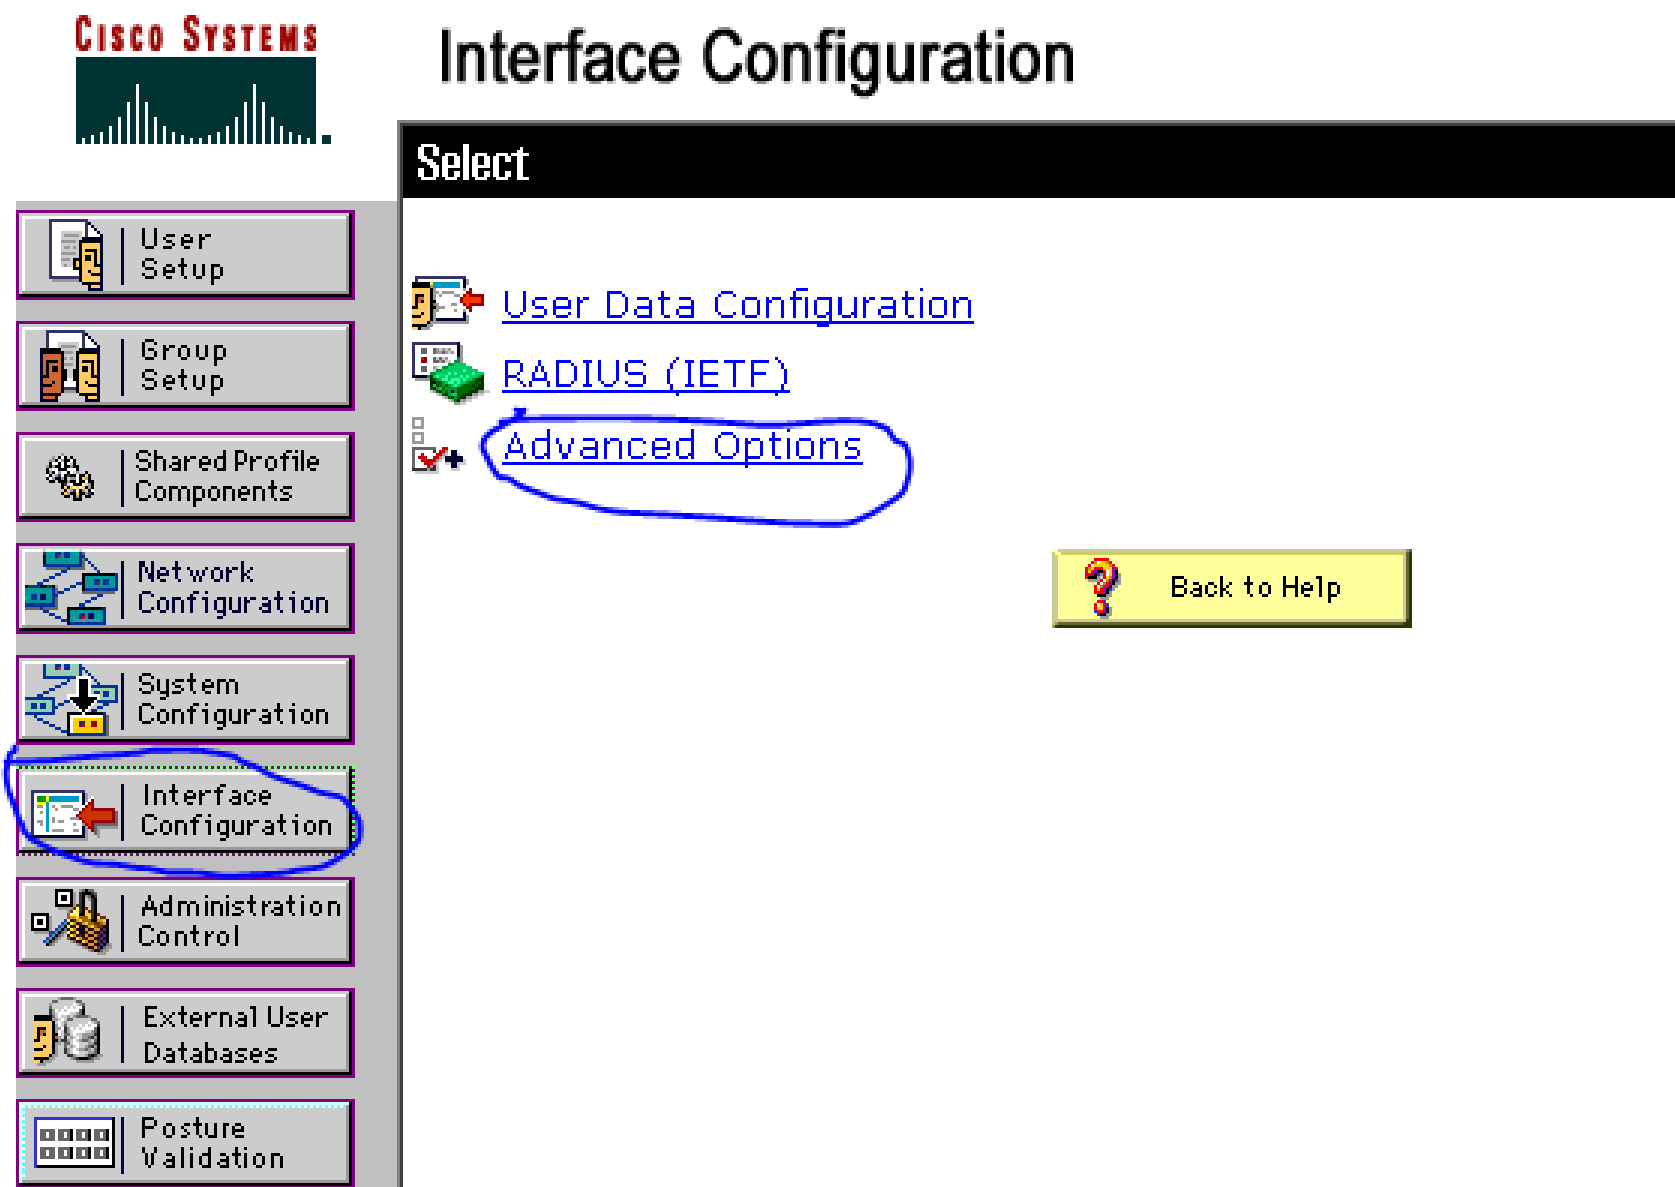 CISCO SYSTEMS
Interface Configuration
Select
User
Setup
Group
Setup
Shared Profile
Components
Network
Configuration
System
Configuration
Interface
Configuration
Administration
Control
External User
Databases
Posture
Validation
User Data Configuration
RADIUS (IETF)
Advanced Options
Back to Help